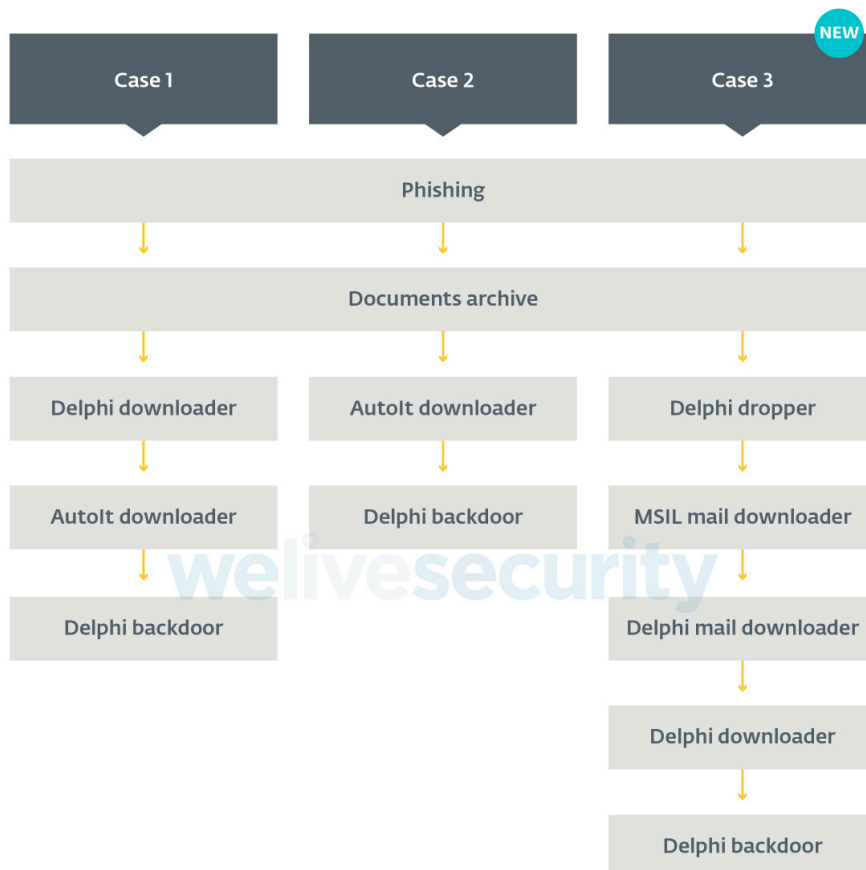 NEW
Case 1
Case 2
Case 3
Phishing
Documents archive
Delphi downloader
AutoIt downloader
Delphi dropper
AutoIt downloader
Delphi backdoor
MSIL mail downloader
welivesecurity
Delphi backdoor
Delphi mail downloader
Delphi downloader
Delphi backdoor